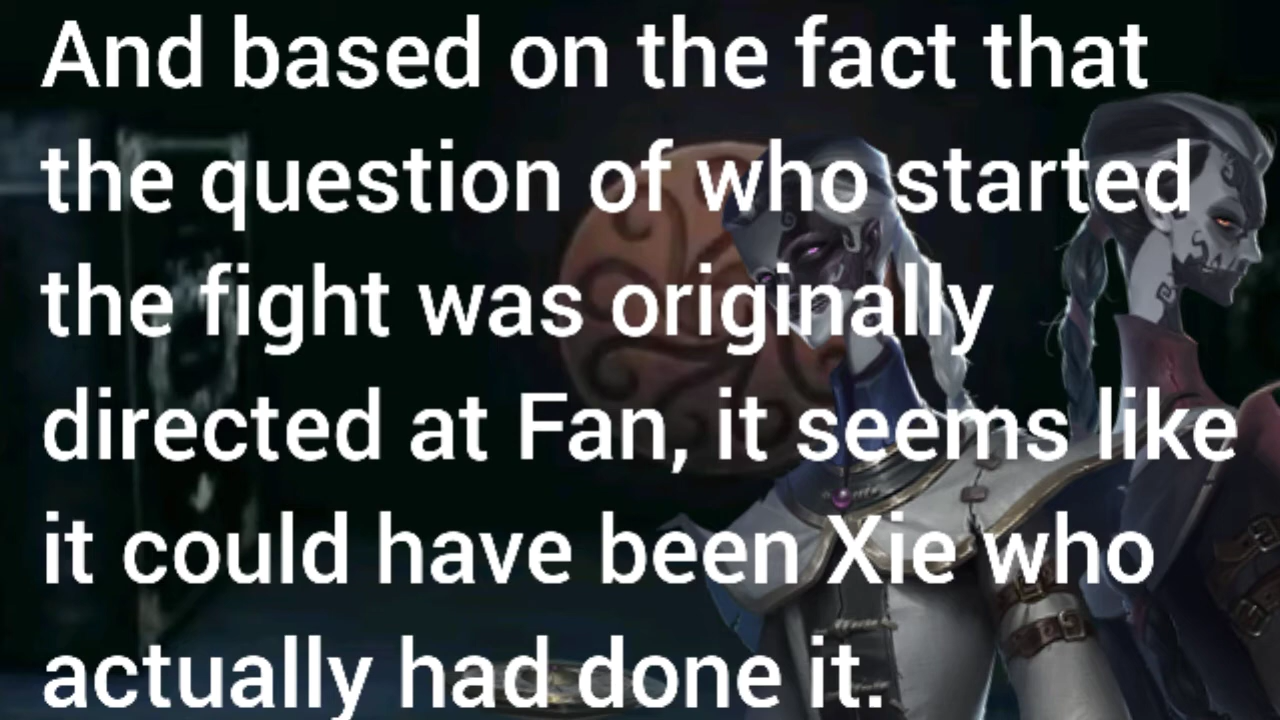 And based on the fact that
the question of who started
the fight was originally
directed at Fan, it seems like
it could have been Xie who
actually had done it.